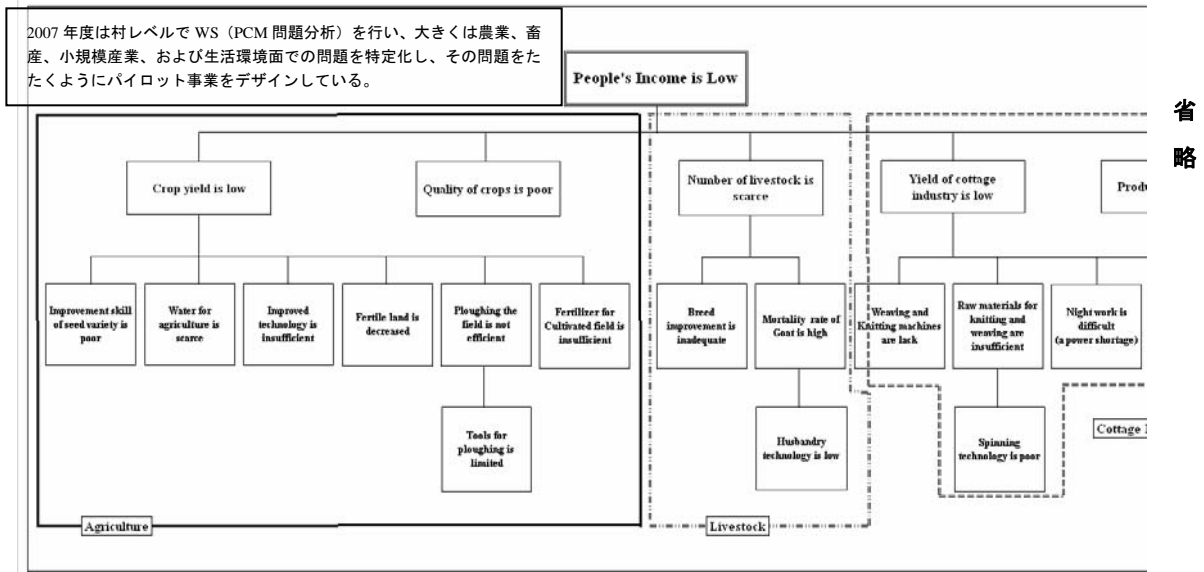 2007 年度は村レベルで WS（PCM 問題分析）を行い、大きくは農業、畜
産、小規模産業、および生活環境面での問題を特定化し、その問題をた
たくようにパイロット事業をデザインしている。
People's Income is Low
省
略
Crop yield is low
Quality of crops is poor
Number of livestock is
scarce
Yield of cottage
industry is low
Improvement skill
of seed variety is
poor
Water for
agriculture is
scarce
Improved
technology is
insufficient
Fertile land is
decreased
Ploughing the
field is not
efficient
Fertilizer for
Cultivated field is
insufficient
Breed
improvement is
inadequate
Mortality rate of
Goat is high
Weaving and
Knitting machines
are lack
Raw materials for
knitting and
weaving are
insufficient
Night work is
difficult
(a power shortage)
Tools for
ploughing is
limited
Husbandry
technology is low
Spinning
technology is poor
Cottage
Agriculture
Livestock